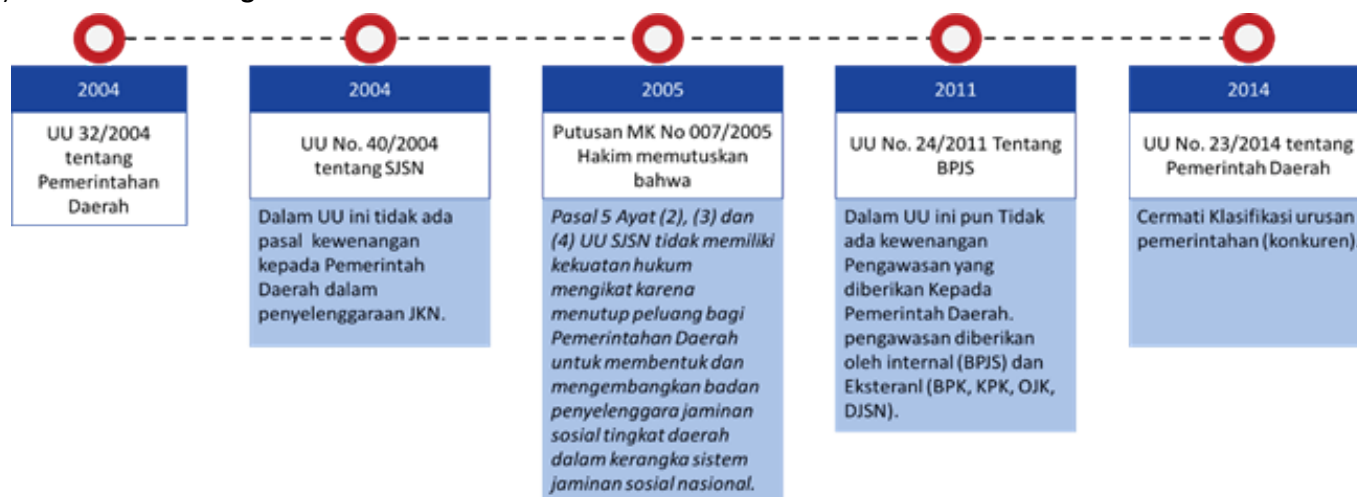 2004
UU 32/2004
tentang
Pemerintahan
Daerah
2004
UU No. 40/2004
tentang SJSN
Dalam UU ini tidak ada
pasal kewenangan
kepada Pemerintah
Daerah dalam
penyelenggaraan JKN.
2005
Putusan MK No 007/2005
Hakim memutuskan
bahwa
Pasal 5 Ayat (2), (3) dan
(4) UU SJSN tidak memiliki
kekuatan hukum
mengikat karena
menutup peluang bagi
Pemerintahan Daerah
untuk membentuk dan
mengembangkan badan
penyelenggara jaminan
sosial tingkat daerah
dalam kerangka sistem
jaminan sosial nasional.
2011
UU No. 24/2011 Tentang
BPJS
Dalam UU ini pun Tidak
ada kewenangan
Pengawasan yang
diberikan Kepada
Pemerintah Daerah.
pengawasan diberikan
oleh internal (BPJS) dan
Eksteranl (BPK, KPK, OJK,
DJSN).
2014
UU No. 23/2014 tentang
Pemerintah Daerah
Cermati Klasifikasi urusan
pemerintahan (konkuren)